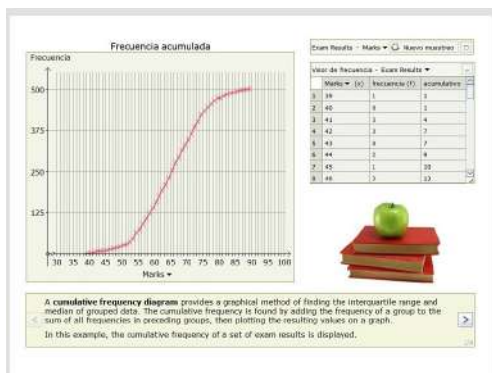 Frecuencia acumulada
Frecuencia
500
375
250
125
30 35 40 45 50 55 60 65 70 75 80 85 90 95 100
Marks
Exam Results - Marks Nuevo muestreo
Visor de frecuencia - Exam Results
Marks (x) frecuencia (f) acumulativo
1 39 1 1
2 40 0 1
3 41 3 4
4 42 3 7
5 43 0 7
6 44 2 9
7 45 1 10
8 46 3 13
A cumulative frequency diagram provides a graphical method of finding the interquartile range and
median of grouped data. The cumulative frequency is found by adding the frequency of a group to the
sum of all frequencies in preceding groups, then plotting the resulting values on a graph.
In this example, the cumulative frequency of a set of exam results is displayed.